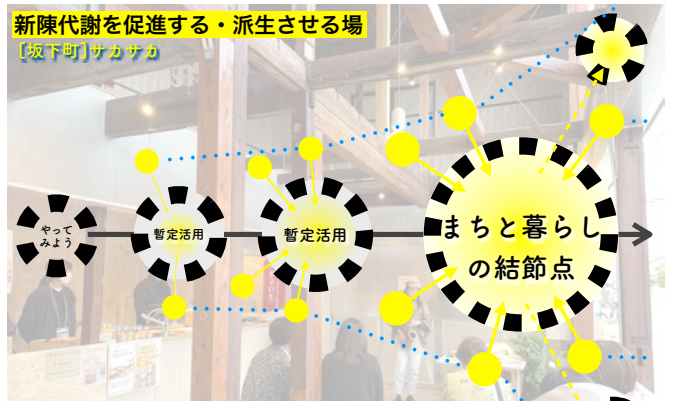 新陳代謝を促進する・派生させる場
[坂下町]サカサカ
やって
みよう
暫定活用
暫定活用
まちと暮らし
の結節点